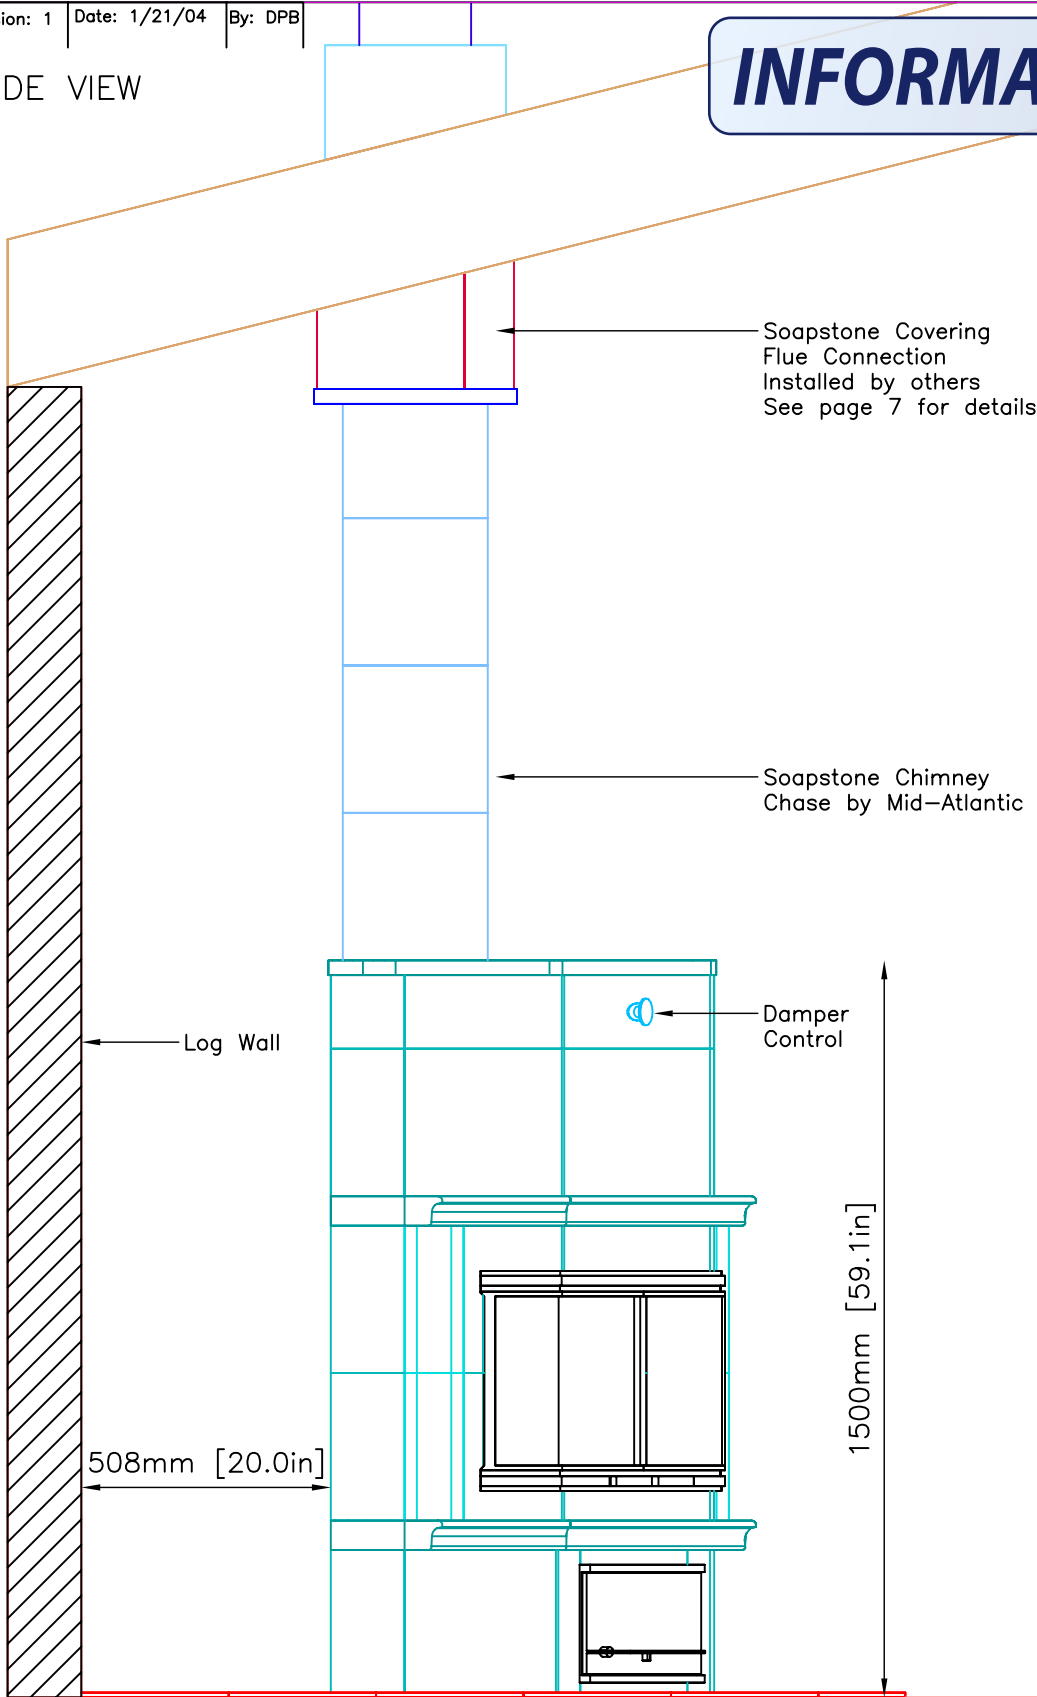 ion: 1 Date: 1/21/04 By: DPB
DE VIEW
INFORMA
Soapstone Covering
Flue Connection
Installed by others
See page 7 for details
Soapstone Chimney
Chase by Mid-Atlantic
Damper
Control
Log Wall
1500mm [59.1in]
508mm [20.0in]